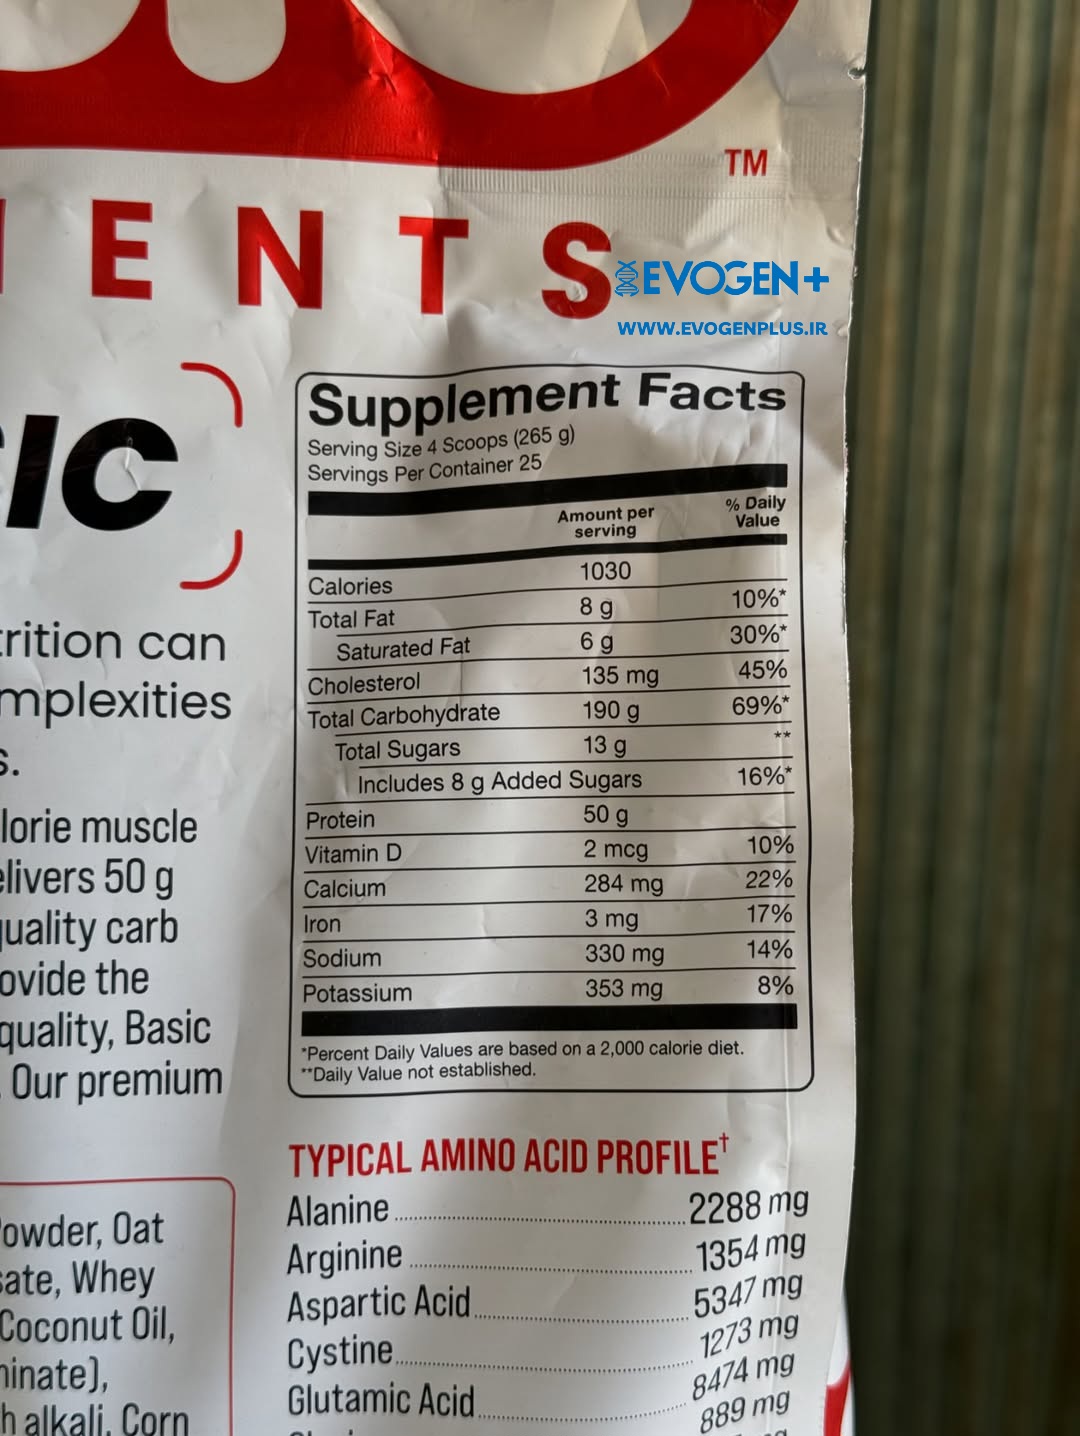 TM
ENTS
EVOGEN+
WWW.EVOGENPLUS.IR
IC
rition can
mplexities
s.
lorie muscle
elivers 50 g
quality carb
ovide the
quality, Basic
Our premium
Supplement Facts
Serving Size 4 Scoops (265 g)
Servings Per Container 25
Amount per serving % Daily Value
Calories 1030
Total Fat 8 g 10%*
Saturated Fat 6 g 30%*
Cholesterol 135 mg 45%
Total Carbohydrate 190 g 69%*
Total Sugars 13 g **
Includes 8 g Added Sugars 16%*
Protein 50 g
Vitamin D 2 mcg 10%
Calcium 284 mg 22%
Iron 3 mg 17%
Sodium 330 mg 14%
Potassium 353 mg 8%
*Percent Daily Values are based on a 2,000 calorie diet.
**Daily Value not established.
owder, Oat
ate, Whey
Coconut Oil,
inate),
h alkali, Corn
TYPICAL AMINO ACID PROFILE†
Alanine 2288 mg
Arginine 1354 mg
Aspartic Acid 5347 mg
Cystine 1273 mg
Glutamic Acid 8474 mg
889 mg